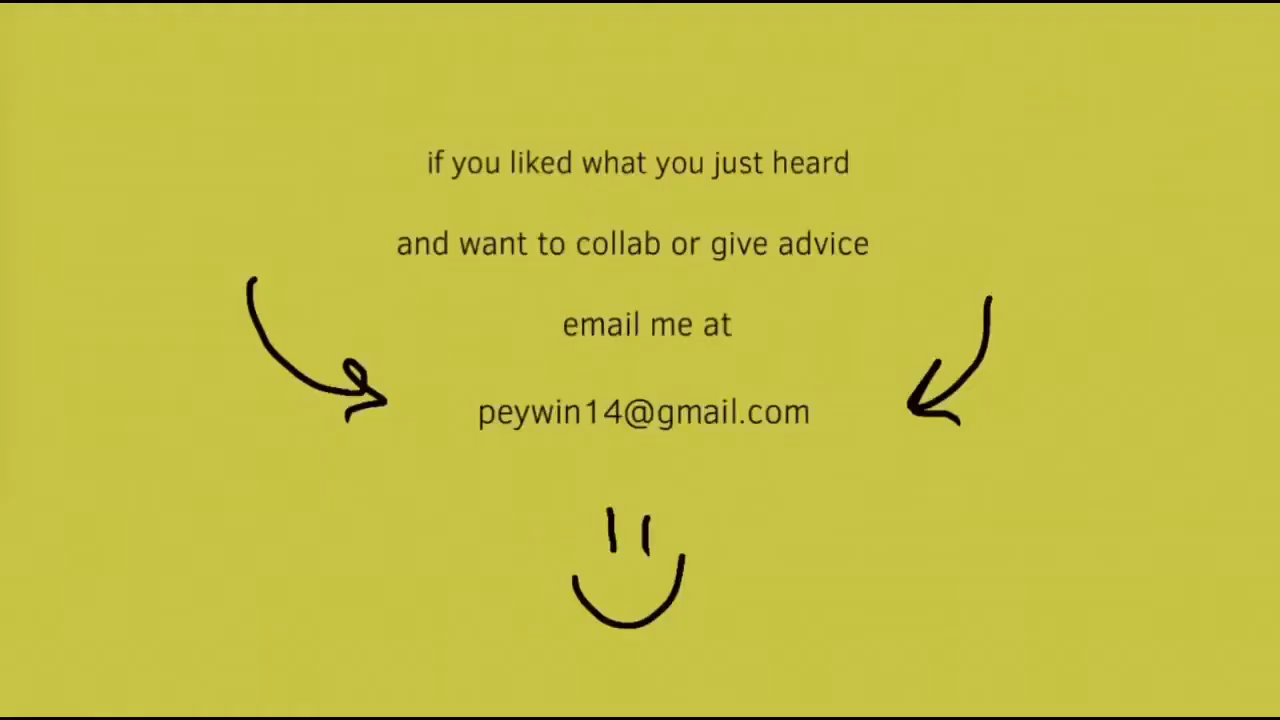 if you liked what you just heard
and want to collab or give advice
email me at
peywin14@gmail.com